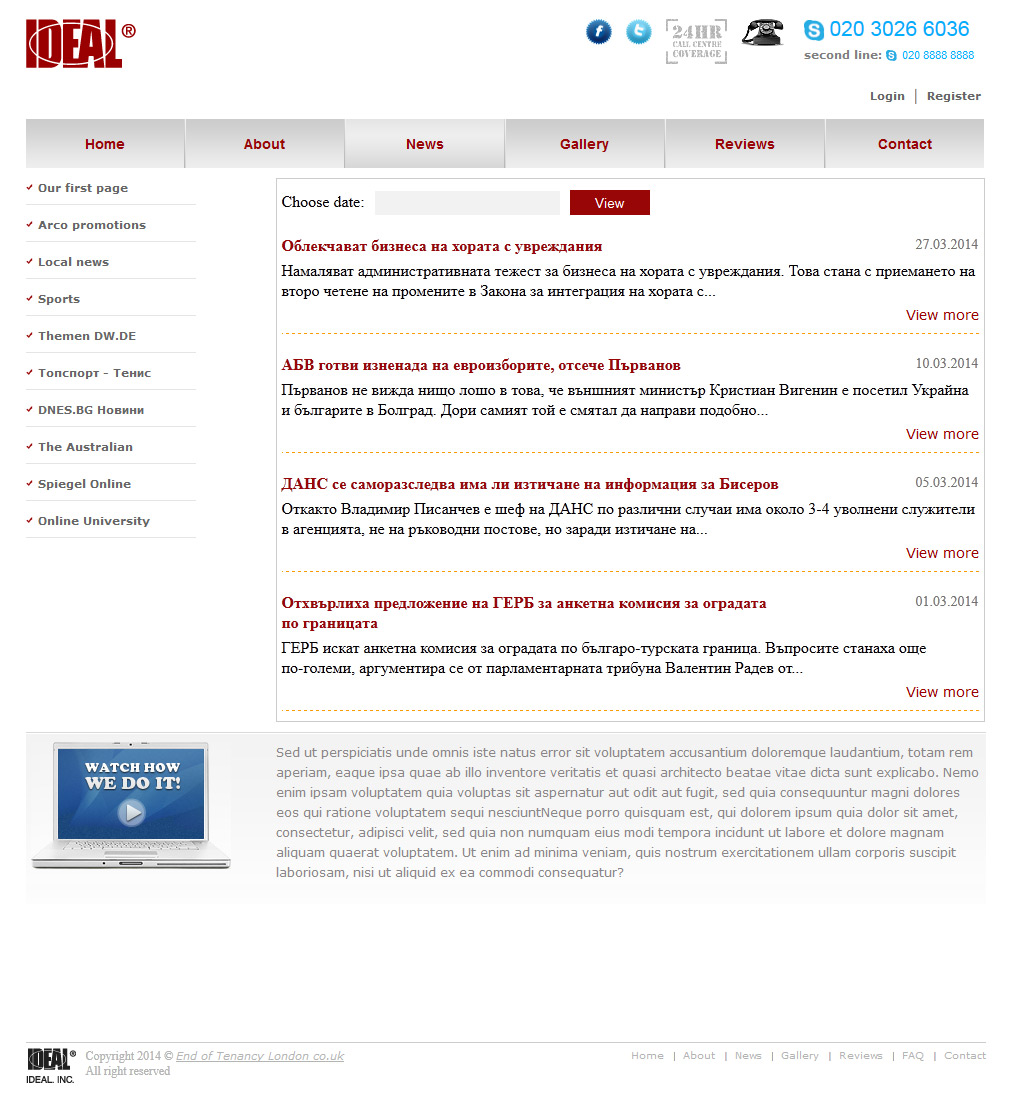 IDEAL®
24HR
CALL CENTRE
COVERAGE
020 3026 6036
second line: 020 8888 8888
Login | Register
Home About News Gallery Reviews Contact
Our first page
Arco promotions
Local news
Sports
Themen DW.DE
Топспорт - Тенис
DNES.BG Новини
The Australian
Spiegel Online
Online University
Choose date: View
Облекчават бизнеса на хората с увреждания 27.03.2014
Намаляват административната тежест за бизнеса на хората с увреждания. Това стана с приемането на
второ четене на промените в Закона за интеграция на хората с...
View more
АБВ готви изненада на евроизборите, отсече Първанов 10.03.2014
Първанов не вижда нищо лошо в това, че външният министър Кристиан Вигенин е посетил Украйна
и българите в Болград. Дори самият той е смятал да направи подобно...
View more
ДАНС се саморазследва има ли изтичане на информация за Бисеров 05.03.2014
Откакто Владимир Писанчев е шеф на ДАНС по различни случаи има около 3-4 уволнени служители
в агенцията, не на ръководни постове, но заради изтичане на...
View more
Отхвърлиха предложение на ГЕРБ за анкетна комисия за оградата 01.03.2014
по границата
ГЕРБ искат анкетна комисия за оградата по българо-турската граница. Въпросите станаха още
по-големи, аргументира се от парламентарната трибуна Валентин Радев от...
View more
WATCH HOW
WE DO IT!
Sed ut perspiciatis unde omnis iste natus error sit voluptatem accusantium doloremque laudantium, totam rem
aperiam, eaque ipsa quae ab illo inventore veritatis et quasi architecto beatae vitae dicta sunt explicabo. Nemo
enim ipsam voluptatem quia voluptas sit aspernatur aut odit aut fugit, sed quia consequuntur magni dolores
eos qui ratione voluptatem sequi nesciuntNeque porro quisquam est, qui dolorem ipsum quia dolor sit amet,
consectetur, adipisci velit, sed quia non numquam eius modi tempora incidunt ut labore et dolore magnam
aliquam quaerat voluptatem. Ut enim ad minima veniam, quis nostrum exercitationem ullam corporis suscipit
laboriosam, nisi ut aliquid ex ea commodi consequatur?
IDEAL®
IDEAL. INC.
Copyright 2014 © End of Tenancy London co.uk
All right reserved
Home | About | News | Gallery | Reviews | FAQ | Contact